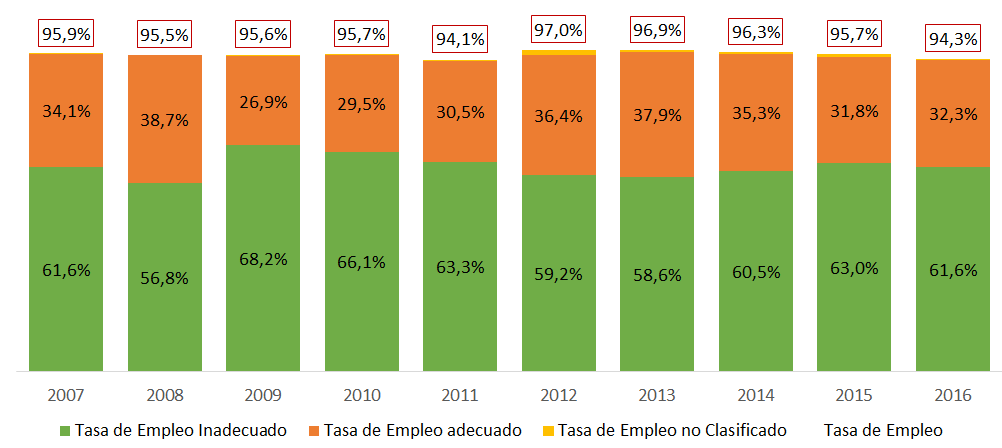 95,9% 95,5% 95,6% 95,7% 94,1% 97,0% 96,9% 96,3% 95,7% 94,3%
34,1% 38,7% 26,9% 29,5% 30,5% 36,4% 37,9% 35,3% 31,8% 32,3%
61,6% 56,8% 68,2% 66,1% 63,3% 59,2% 58,6% 60,5% 63,0% 61,6%
2007 2008 2009 2010 2011 2012 2013 2014 2015 2016
Tasa de Empleo Inadecuado Tasa de Empleo adecuado Tasa de Empleo no Clasificado Tasa de Empleo